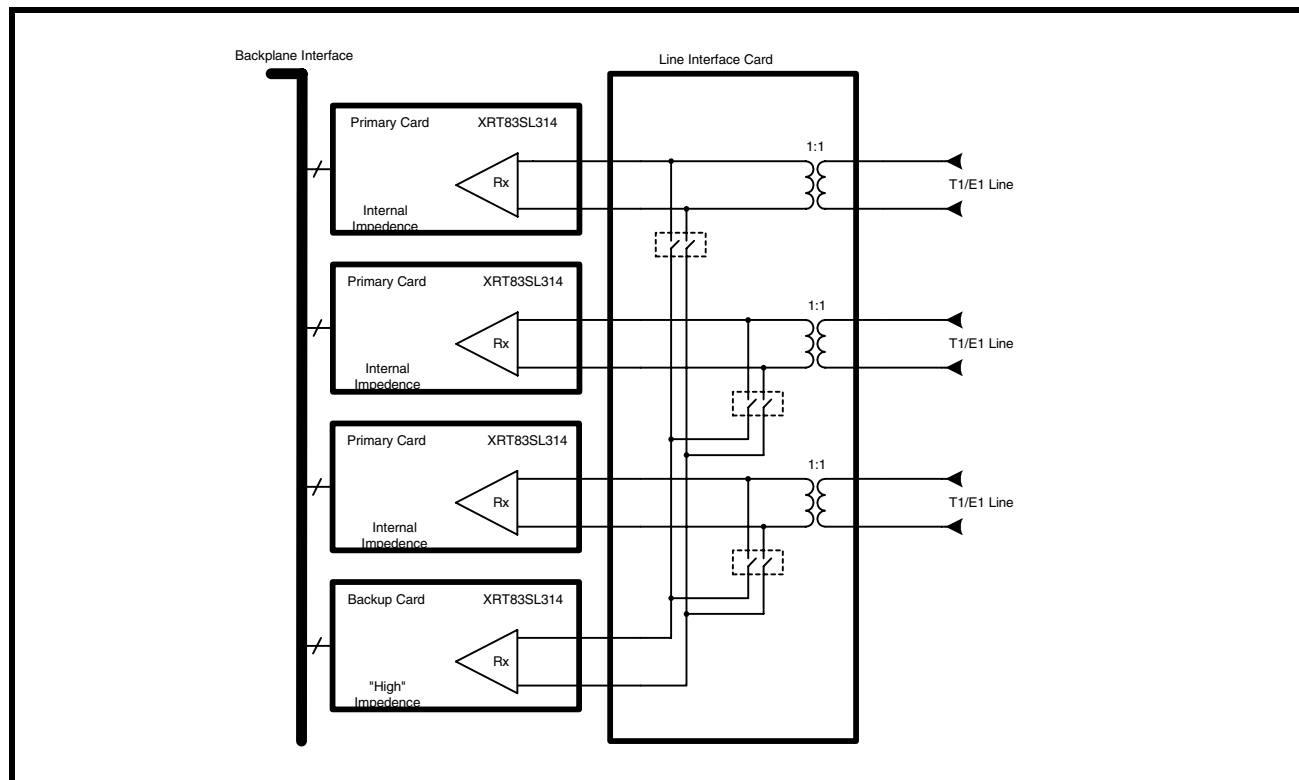 Backplane Interface
Line Interface Card
Primary Card XRT83SL314
Rx
Internal
Impedence
1:1
T1/E1 Line
Primary Card XRT83SL314
Rx
Internal
Impedence
1:1
T1/E1 Line
Primary Card XRT83SL314
Rx
Internal
Impedence
1:1
T1/E1 Line
Backup Card XRT83SL314
Rx
"High"
Impedence